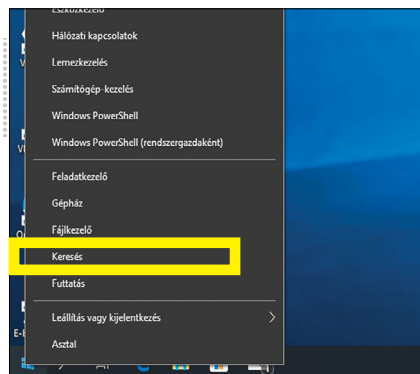 Eszközkezelő
Hálózati kapcsolatok
Lemezkezelés
Számítógép-kezelés
Windows PowerShell
Windows PowerShell (rendszergazdaként)
Feladatkezelő
Gépház
Fájlkezelő
Keresés
Futtatás
Leállítás vagy kijelentkezés
Asztal